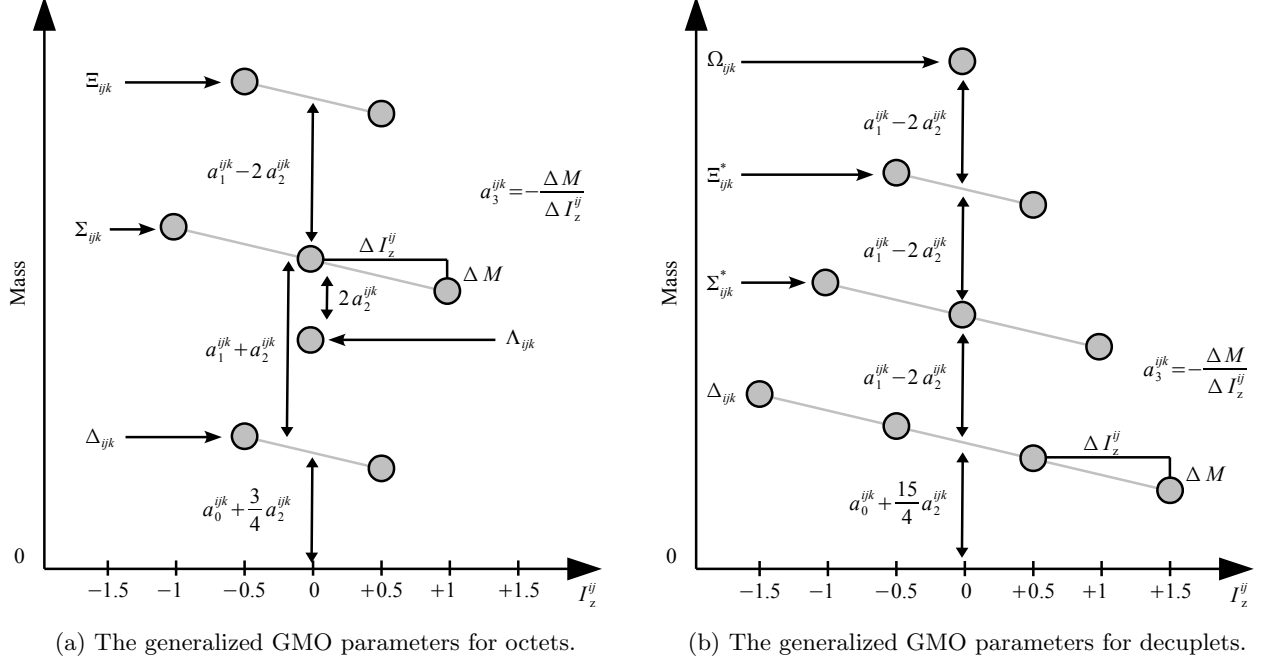 Mass
Ξ_ijk
a_1^ijk − 2 a_2^ijk
a_3^ijk = − ΔM / ΔI_z^ij
Σ_ijk
ΔI_z^ij
ΔM
2 a_2^ijk
a_1^ijk + a_2^ijk
Λ_ijk
Δ_ijk
a_0^ijk + 3/4 a_2^ijk
0
−1.5 −1 −0.5 0 +0.5 +1 +1.5 I_z^ij
(a) The generalized GMO parameters for octets.
Mass
Ω_ijk
a_1^ijk − 2 a_2^ijk
Ξ*_ijk
a_1^ijk − 2 a_2^ijk
Σ*_ijk
a_1^ijk − 2 a_2^ijk
a_3^ijk = − ΔM / ΔI_z^ij
Δ_ijk
ΔI_z^ij
ΔM
a_0^ijk + 15/4 a_2^ijk
0
−1.5 −1 −0.5 0 +0.5 +1 +1.5 I_z^ij
(b) The generalized GMO parameters for decuplets.